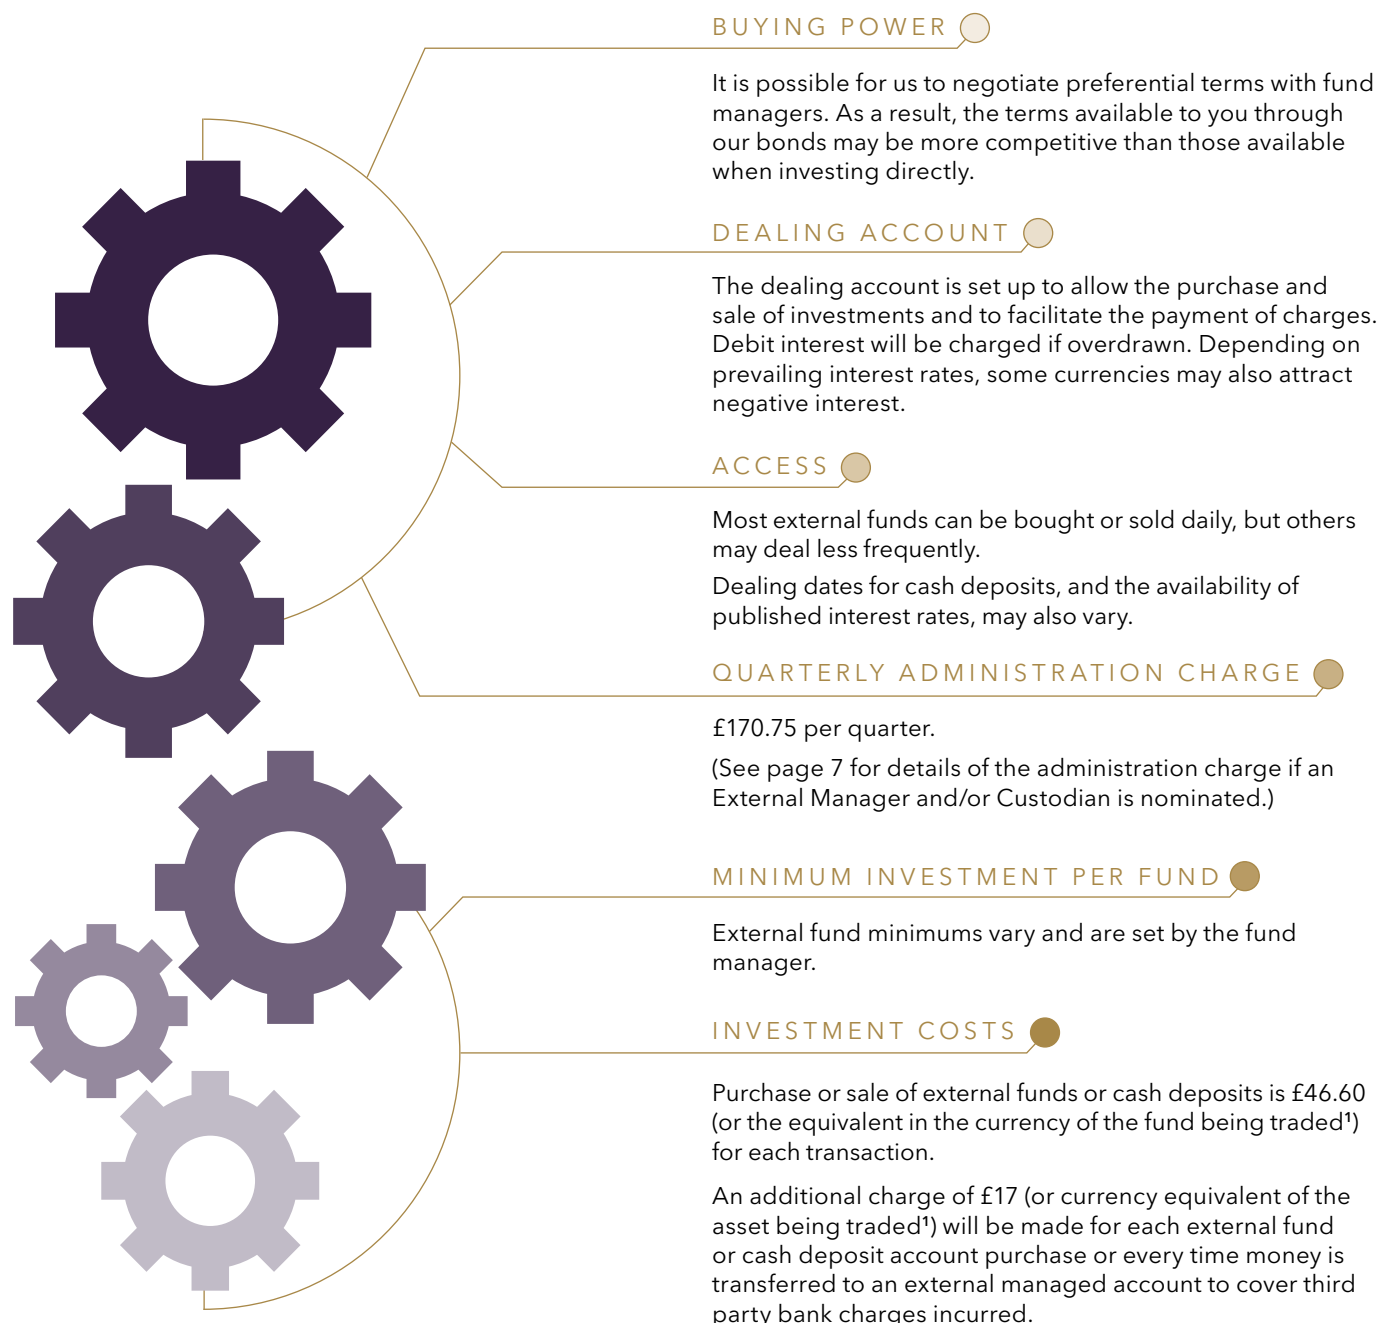 BUYING POWER
It is possible for us to negotiate preferential terms with fund
managers. As a result, the terms available to you through
our bonds may be more competitive than those available
when investing directly.
DEALING ACCOUNT
The dealing account is set up to allow the purchase and
sale of investments and to facilitate the payment of charges.
Debit interest will be charged if overdrawn. Depending on
prevailing interest rates, some currencies may also attract
negative interest.
ACCESS
Most external funds can be bought or sold daily, but others
may deal less frequently.
Dealing dates for cash deposits, and the availability of
published interest rates, may also vary.
QUARTERLY ADMINISTRATION CHARGE
£170.75 per quarter.
(See page 7 for details of the administration charge if an
External Manager and/or Custodian is nominated.)
MINIMUM INVESTMENT PER FUND
External fund minimums vary and are set by the fund
manager.
INVESTMENT COSTS
Purchase or sale of external funds or cash deposits is £46.60
(or the equivalent in the currency of the fund being traded¹)
for each transaction.
An additional charge of £17 (or currency equivalent of the
asset being traded¹) will be made for each external fund
or cash deposit account purchase or every time money is
transferred to an external managed account to cover third
party bank charges incurred.